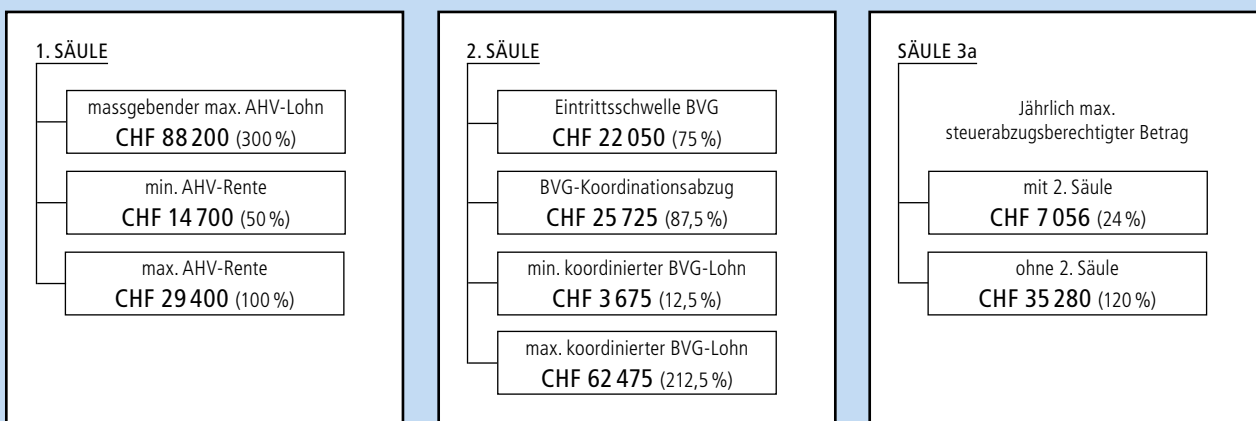 1. SÄULE
massgebender max. AHV-Lohn
CHF 88 200 (300 %)
min. AHV-Rente
CHF 14 700 (50 %)
max. AHV-Rente
CHF 29 400 (100 %)
2. SÄULE
Eintrittsschwelle BVG
CHF 22 050 (75 %)
BVG-Koordinationsabzug
CHF 25 725 (87,5 %)
min. koordinierter BVG-Lohn
CHF 3 675 (12,5 %)
max. koordinierter BVG-Lohn
CHF 62 475 (212,5 %)
SÄULE 3a
Jährlich max.
steuerabzugsberechtigter Betrag
mit 2. Säule
CHF 7 056 (24 %)
ohne 2. Säule
CHF 35 280 (120 %)